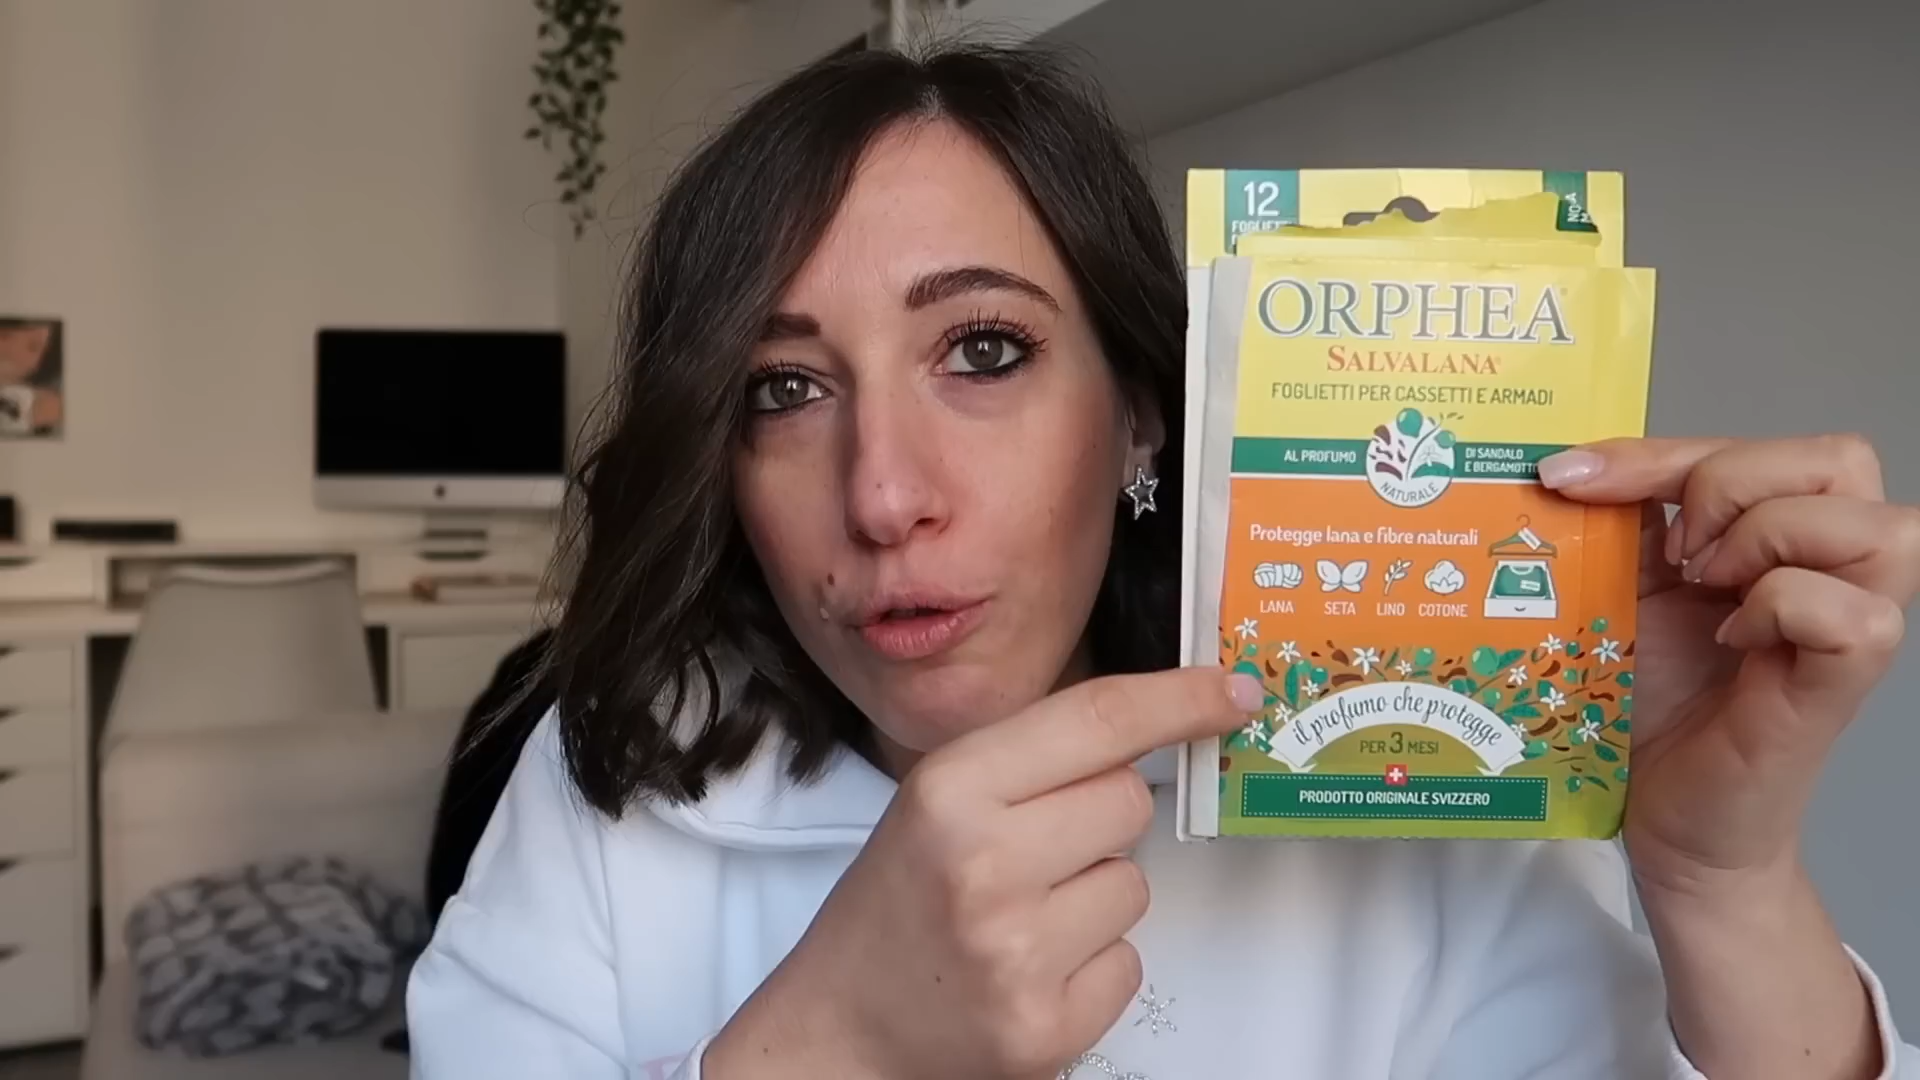 12
FOGLIETTI
ORPHEA
SALVALANA
FOGLIETTI PER CASSETTI E ARMADI
AL PROFUMO
DI SANDALO
E BERGAMOTTO
NATURALE
Protegge lana e fibre naturali
LANA SETA LINO COTONE
il profumo che protegge
PER 3 MESI
PRODOTTO ORIGINALE SVIZZERO